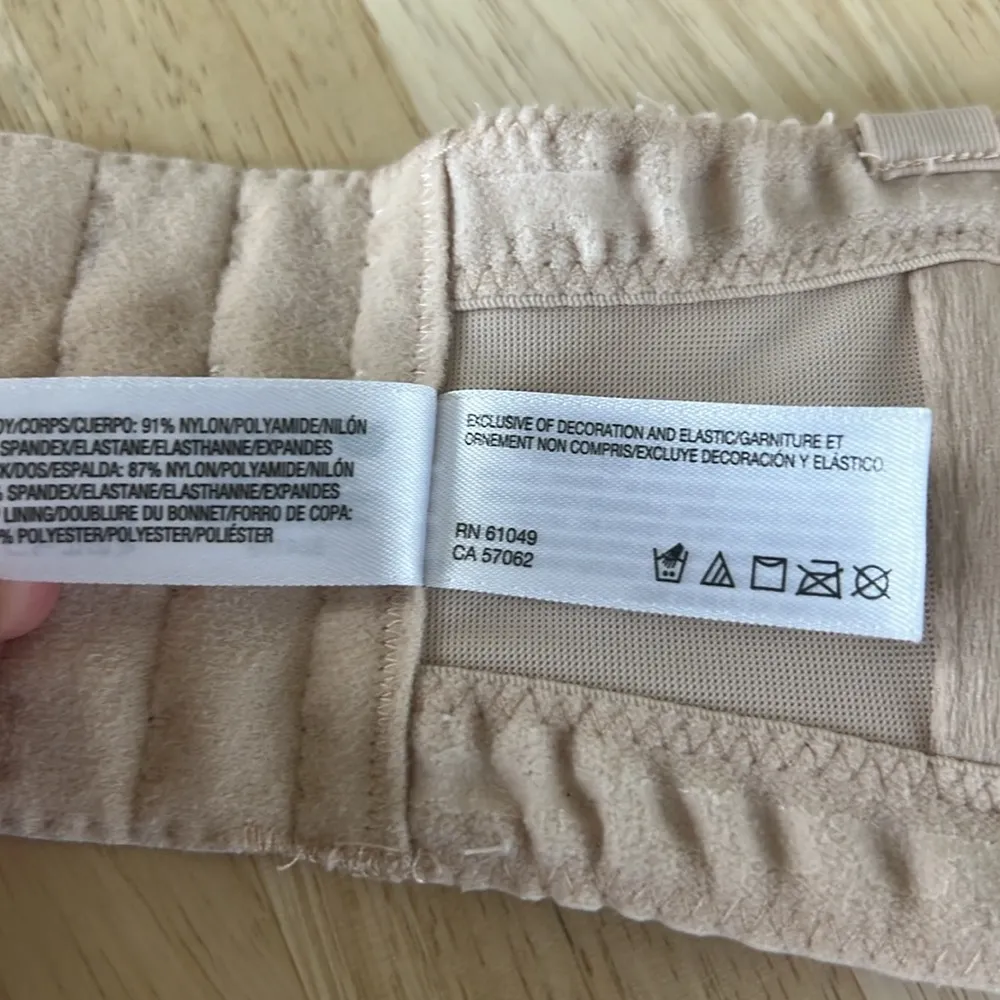 CORPS/CUERPO: 91% NYLON/POLYAMIDE/NILÓN
SPANDEX/ELASTANE/ELASTHANNE/EXPANDES
DOS/ESPALDA: 87% NYLON/POLYAMIDE/NILÓN
SPANDEX/ELASTANE/ELASTHANNE/EXPANDES
LINING/DOUBLURE DU BONNET/FORRO DE COPA:
% POLYESTER/POLYESTER/POLIÉSTER
EXCLUSIVE OF DECORATION AND ELASTIC/GARNITURE ET
ORNEMENT NON COMPRIS/EXCLUYE DECORACIÓN Y ELÁSTICO
RN 61049
CA 57062